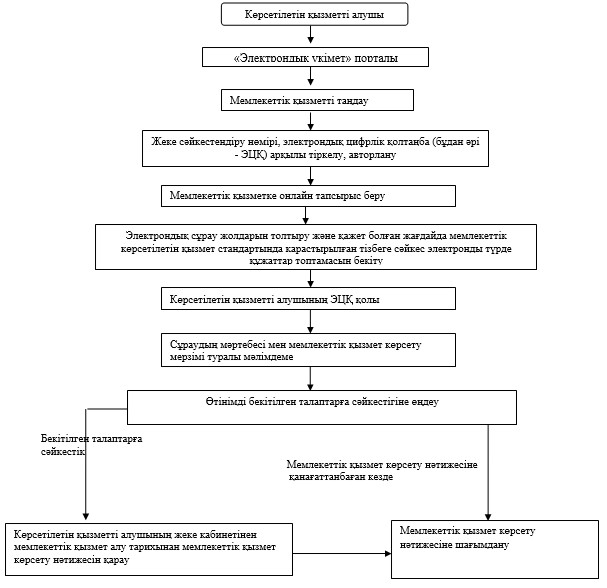 Көрсетілетін қызметті алушы
«Электрондық үкімет» порталы
Мемлекеттік қызметті таңдау
Жеке сәйкестендіру нөмірі, электрондық цифрлік қолтаңба (бұдан әрі
- ЭЦҚ) арқылы тіркелу, авторлану
Мемлекеттік қызметке онлайн тапсырыс беру
Электрондық сұрау жолдарын толтыру және қажет болған жағдайда мемлекеттік
көрсетілетін қызмет стандартында қарастырылған тізбеге сәйкес электронды түрде
құжаттар топтамасын бекіту
Көрсетілетін қызметті алушының ЭЦҚ қолы
Сұраудың мәртебесі мен мемлекеттік қызмет көрсету
мерзімі туралы мәлімдеме
Өтінімді бекітілген талаптарға сәйкестігіне өңдеу
Бекітілген талаптарға
сәйкестік
Мемлекеттік қызмет көрсету нәтижесіне
қанағаттанбаған кезде
Көрсетілетін қызметті алушының жеке кабинетінен
мемлекеттік қызмет алу тарихынан мемлекеттік қызмет
көрсету нәтижесін қарау
Мемлекеттік қызмет көрсету
нәтижесіне шағымдану